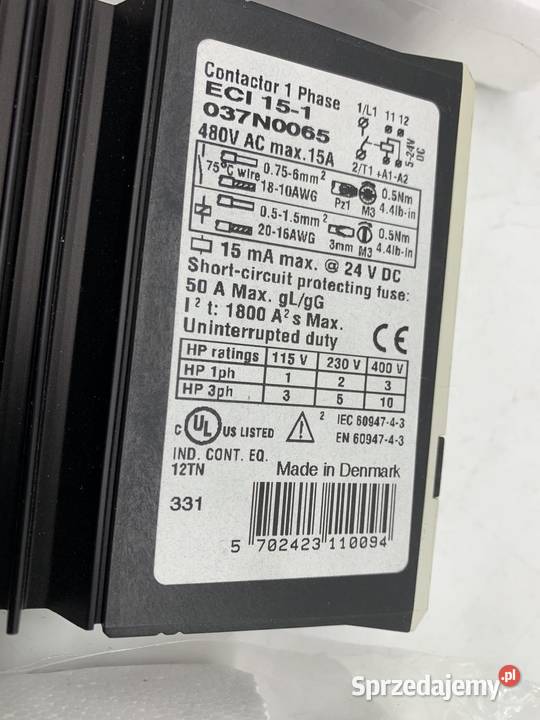 Contactor 1 Phase
ECI 15-1
037N0065
480V AC max.15A
1/L1 11 12
5-24V
DC
2/T1 +A1-A2
75°C wire
0.75-6mm²
18-10AWG
Pz1
M3
0.5Nm
4.4lb-in
0.5-1.5mm²
20-16AWG
3mm
M3
0.5Nm
4.4lb-in
15 mA max. @ 24 V DC
Short-circuit protecting fuse:
50 A Max. gL/gG
I² t: 1800 A² s Max.
Uninterrupted duty
CE
HP ratings 115 V 230 V 400 V
HP 1ph 1 2 3
HP 3ph 3 5 10
C UL US LISTED
2
IEC 60947-4-3
EN 60947-4-3
IND. CONT. EQ.
12TN
Made in Denmark
331
5 702423 110094
Sprzedajemy.pl